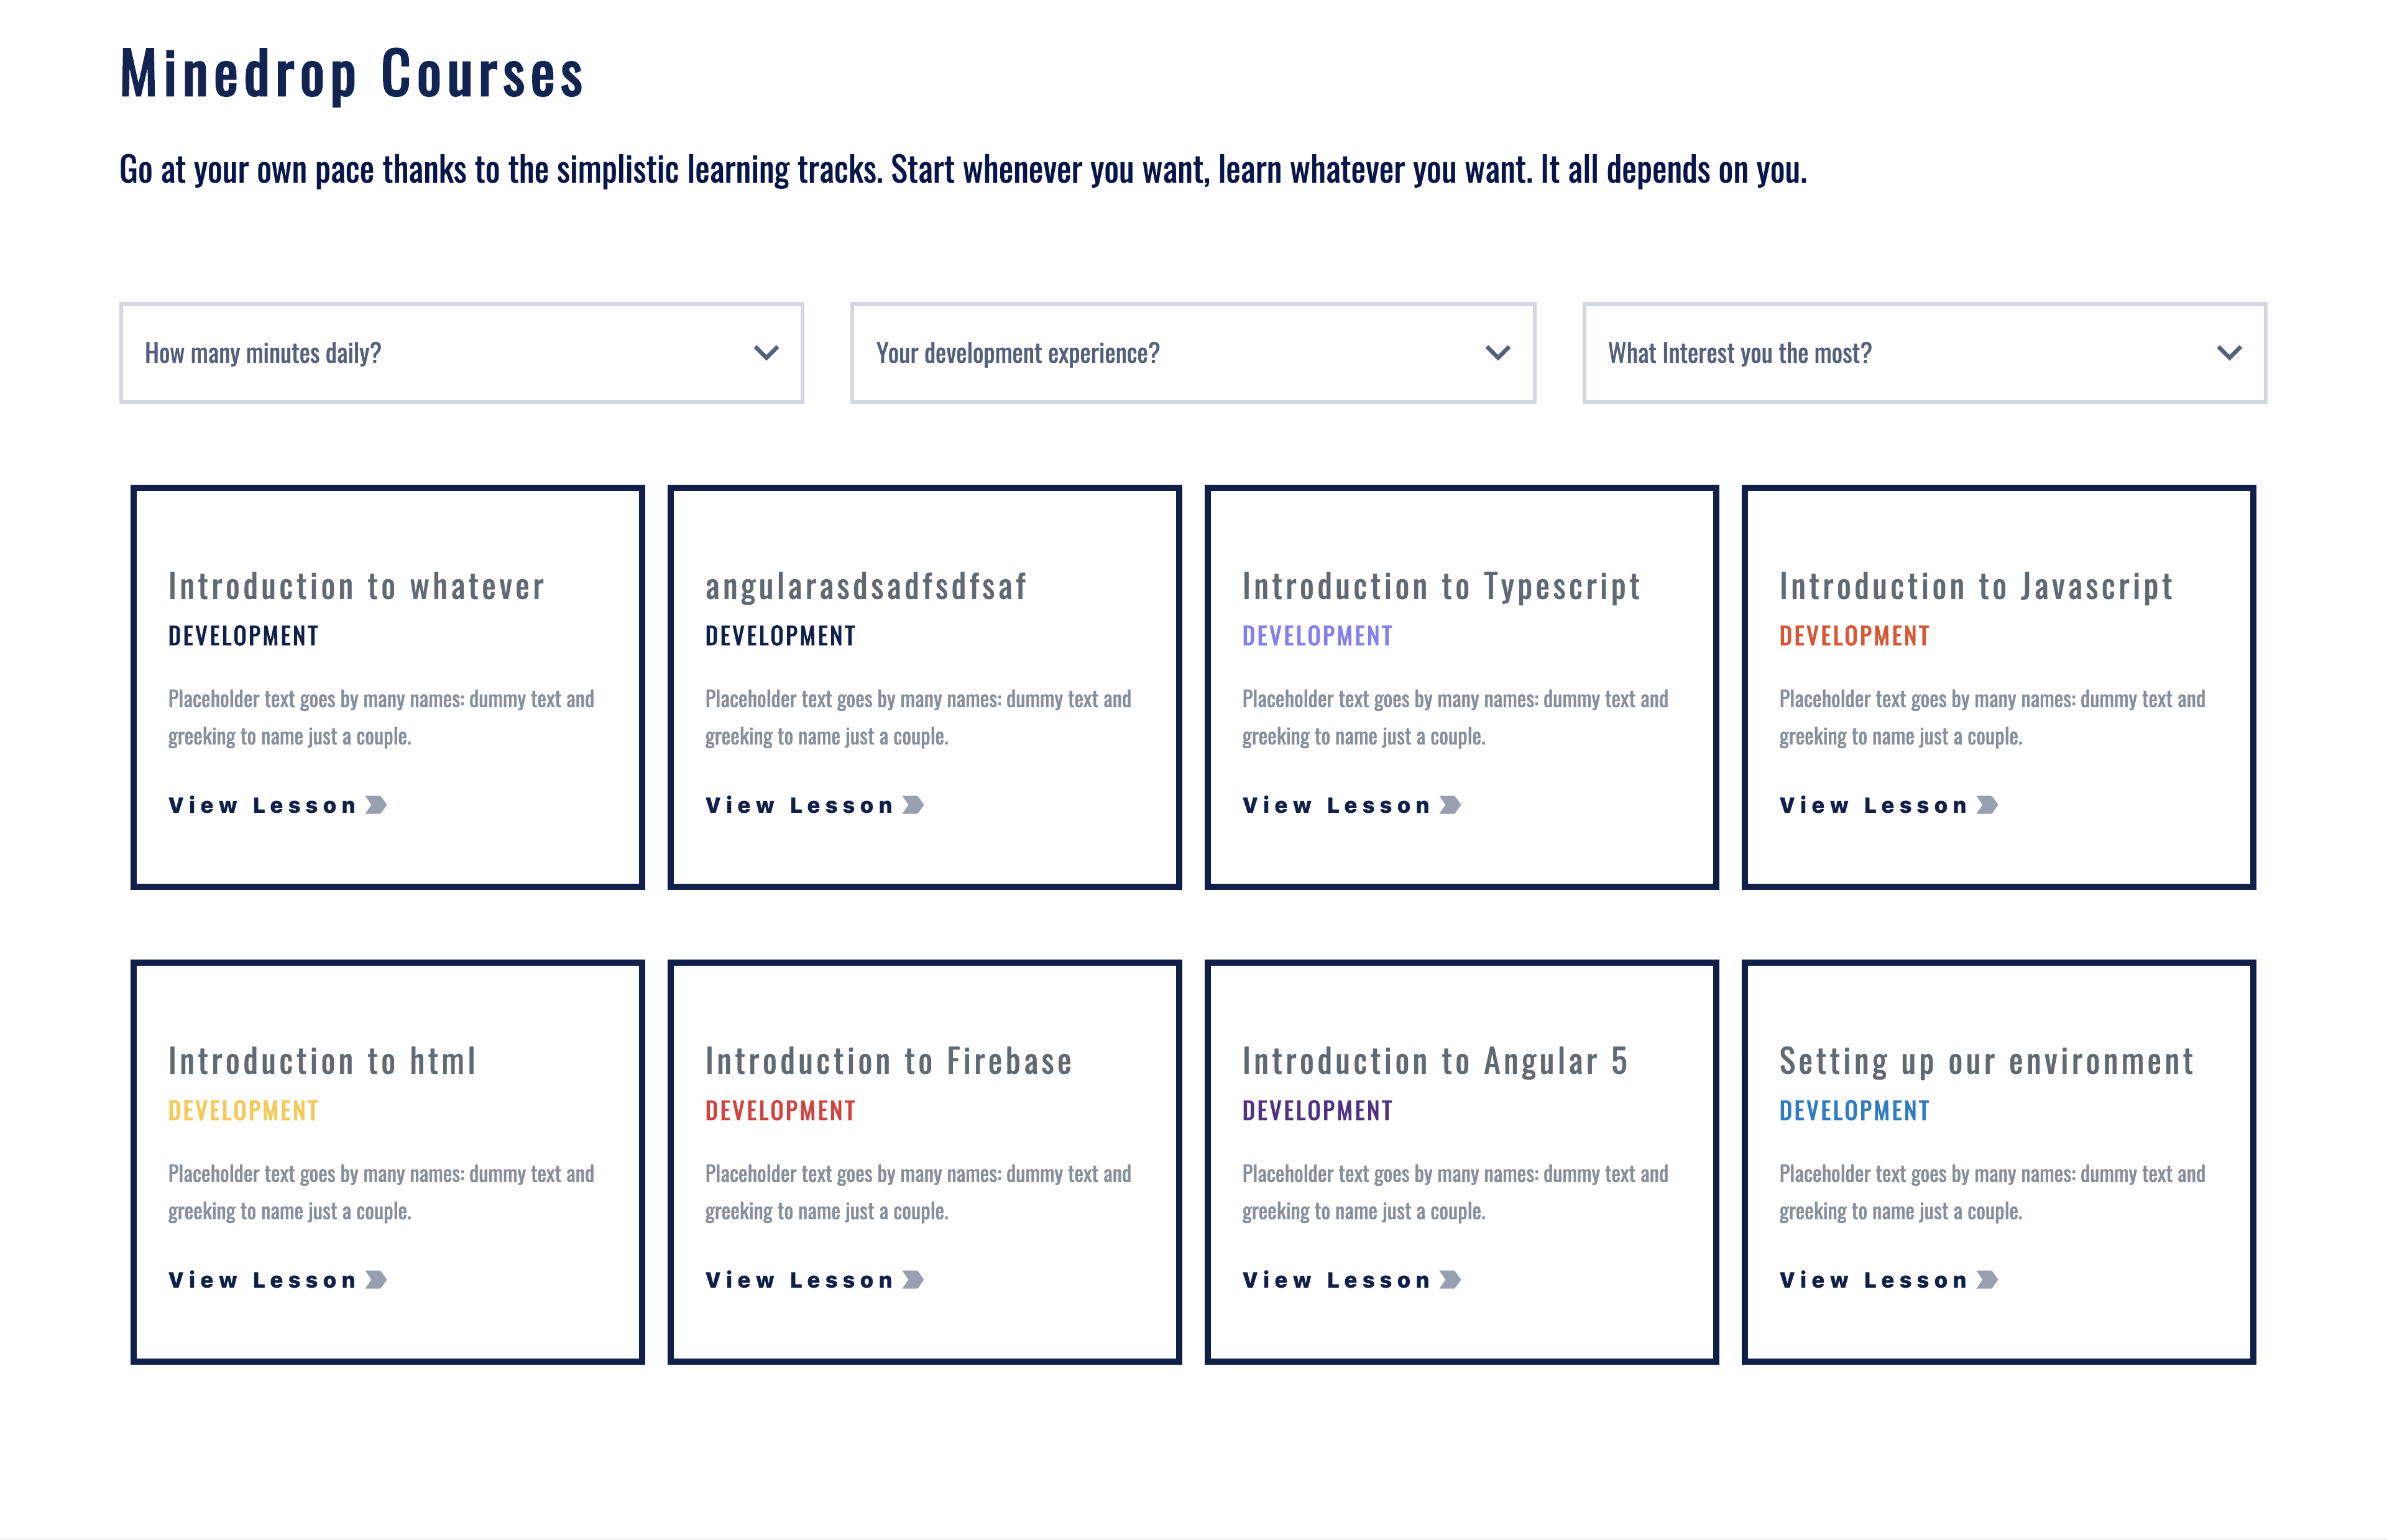 Minedrop Courses
Go at your own pace thanks to the simplistic learning tracks. Start whenever you want, learn whatever you want. It all depends on you.
How many minutes daily?
Your development experience?
What Interest you the most?
Introduction to whatever
DEVELOPMENT
Placeholder text goes by many names: dummy text and
greeking to name just a couple.
View Lesson
angularasdsadfsdfsaf
DEVELOPMENT
Placeholder text goes by many names: dummy text and
greeking to name just a couple.
View Lesson
Introduction to Typescript
DEVELOPMENT
Placeholder text goes by many names: dummy text and
greeking to name just a couple.
View Lesson
Introduction to Javascript
DEVELOPMENT
Placeholder text goes by many names: dummy text and
greeking to name just a couple.
View Lesson
Introduction to html
DEVELOPMENT
Placeholder text goes by many names: dummy text and
greeking to name just a couple.
View Lesson
Introduction to Firebase
DEVELOPMENT
Placeholder text goes by many names: dummy text and
greeking to name just a couple.
View Lesson
Introduction to Angular 5
DEVELOPMENT
Placeholder text goes by many names: dummy text and
greeking to name just a couple.
View Lesson
Setting up our environment
DEVELOPMENT
Placeholder text goes by many names: dummy text and
greeking to name just a couple.
View Lesson